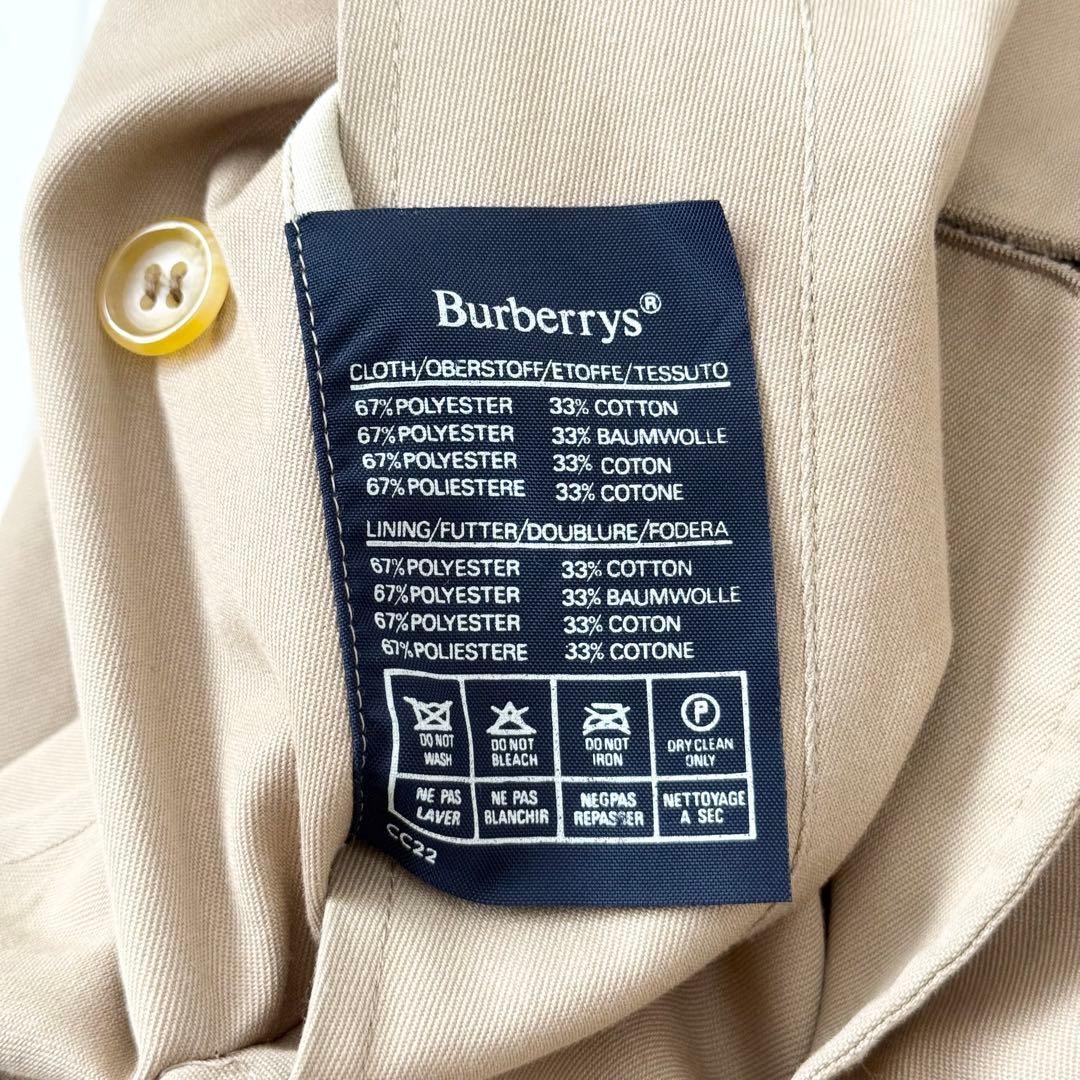 Burberrys®
CLOTH/OBERSTOFF/ETOFFE/TESSUTO
67% POLYESTER 33% COTTON
67% POLYESTER 33% BAUMWOLLE
67% POLYESTER 33% COTON
67% POLIESTERE 33% COTONE
LINING/FUTTER/DOUBLURE/FODERA
67% POLYESTER 33% COTTON
67% POLYESTER 33% BAUMWOLLE
67% POLYESTER 33% COTON
67% POLIESTERE 33% COTONE
P
DO NOT WASH
DO NOT BLEACH
DO NOT IRON
DRY CLEAN ONLY
NE PAS LAVER
NE PAS BLANCHIR
NEGPAS REPASSER
NETTOYAGE A SEC
CC22